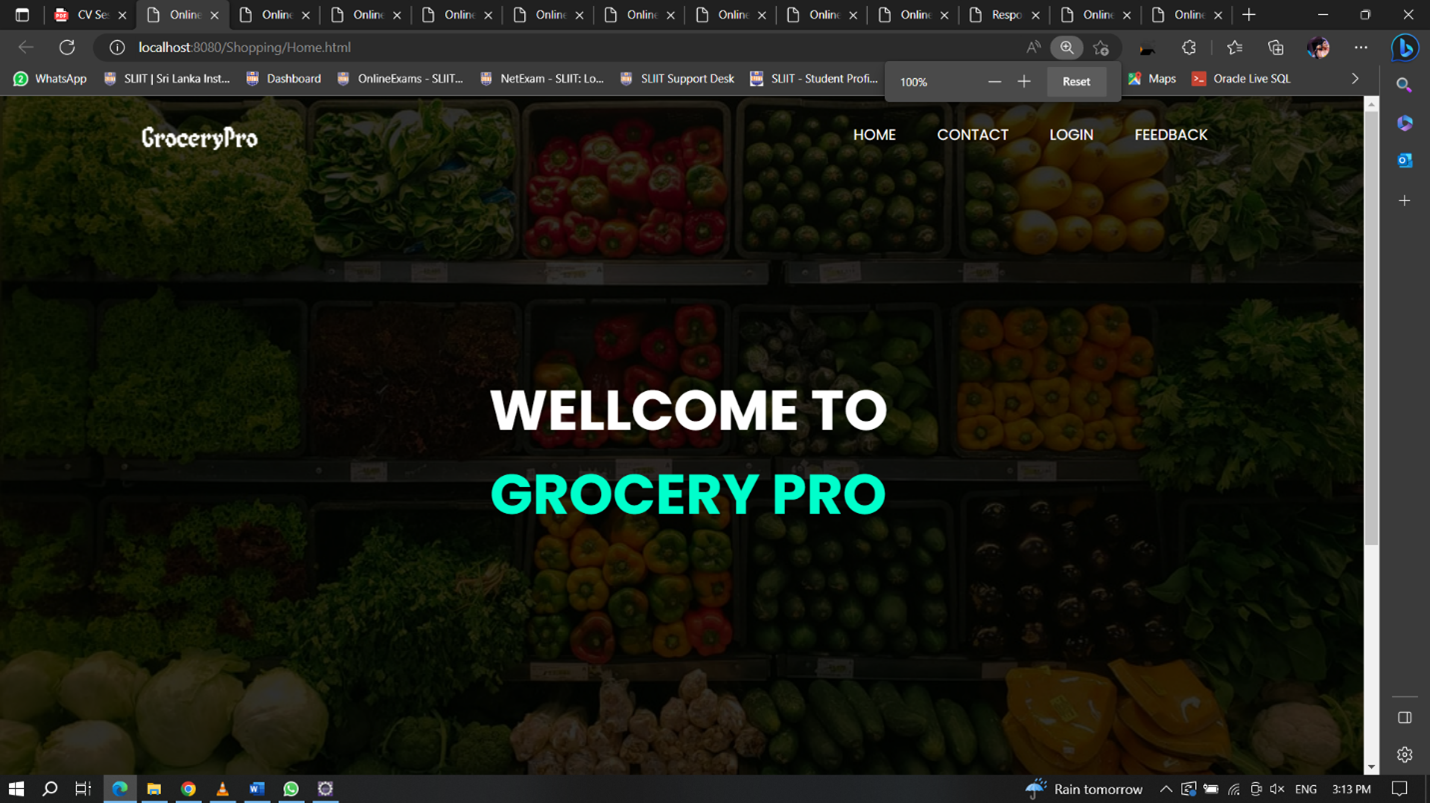 CV Ses
Online
Online
Online
Online
Online
Online
Online
Online
Online
Respo
Online
Online
localhost:8080/Shopping/Home.html
WhatsApp
SLIIT | Sri Lanka Inst...
Dashboard
OnlineExams - SLIIT...
NetExam - SLIIT: Lo...
SLIIT Support Desk
SLIIT - Student Profi...
100%
Reset
Maps
Oracle Live SQL
GroceryPro
HOME
CONTACT
LOGIN
FEEDBACK
WELLCOME TO
GROCERY PRO
Rain tomorrow
ENG
3:13 PM